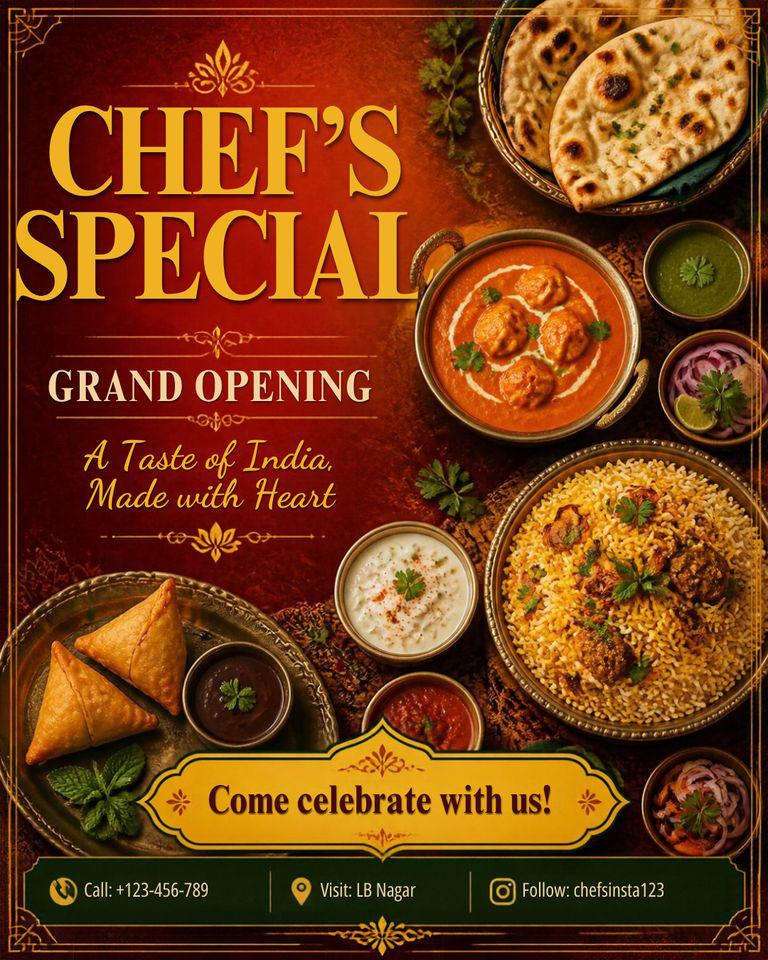 CHEF'S
SPECIAL
GRAND OPENING
A Taste of India,
Made with Heart
Come celebrate with us!
Call: +123-456-789
Visit: LB Nagar
Follow: chefsinsta123